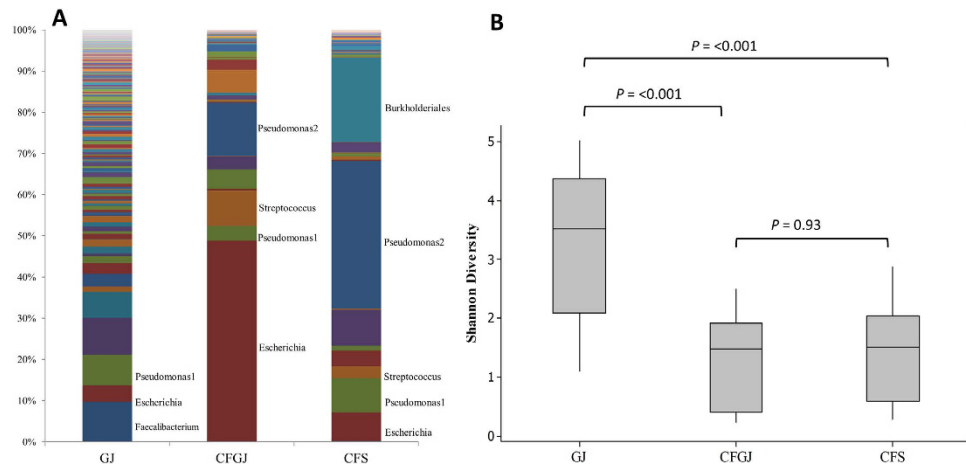 A
100%
90%
80%
70%
60%
50%
40%
30%
20%
10%
0%
Pseudomonas1
Escherichia
Faecalibacterium
Pseudomonas2
Streptococcus
Pseudomonas1
Escherichia
Burkholderiales
Pseudomonas2
Streptococcus
Pseudomonas1
Escherichia
GJ CFGJ CFS
B
P = <0.001
P = <0.001
P = 0.93
Shannon Diversity
5
4
3
2
1
0
GJ CFGJ CFS